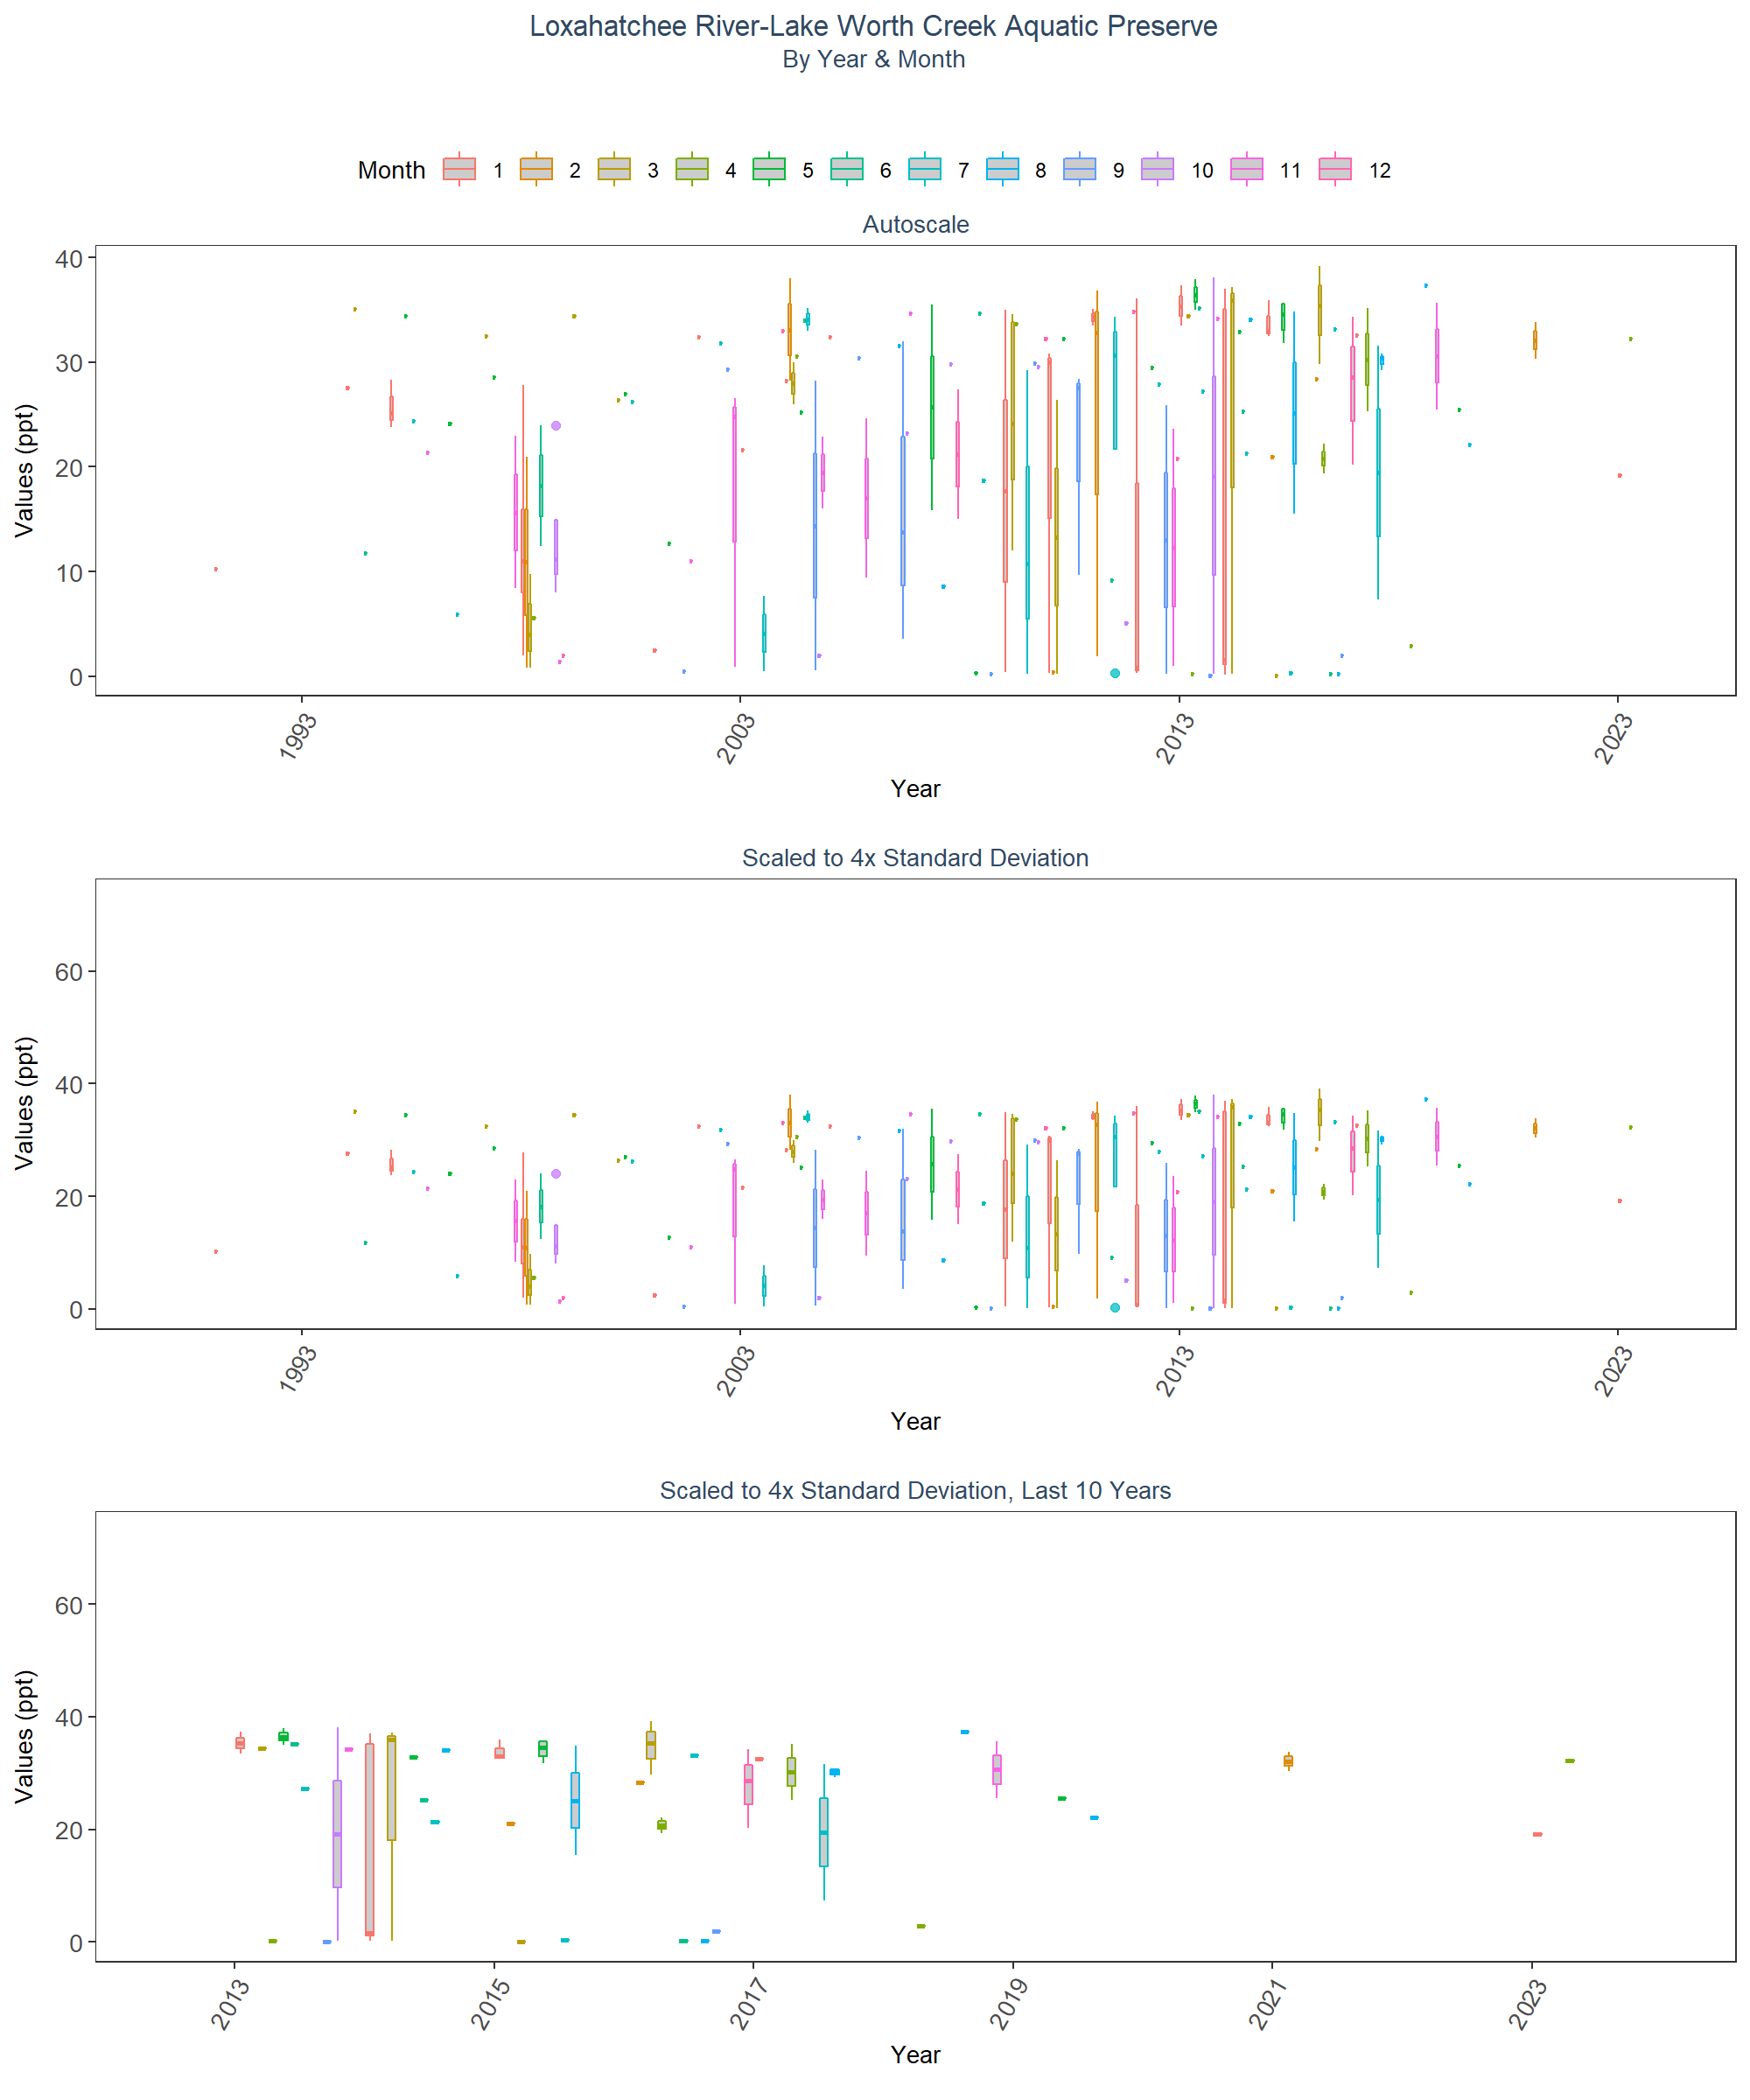 Loxahatchee River-Lake Worth Creek Aquatic Preserve
By Year & Month
Month 1 2 3 4 5 6 7 8 9 10 11 12
Autoscale
Values (ppt)
40
30
20
10
0
1993 2003 2013 2023
Year
Scaled to 4x Standard Deviation
Values (ppt)
60
40
20
0
1993 2003 2013 2023
Year
Scaled to 4x Standard Deviation, Last 10 Years
Values (ppt)
60
40
20
0
2013 2015 2017 2019 2021 2023
Year